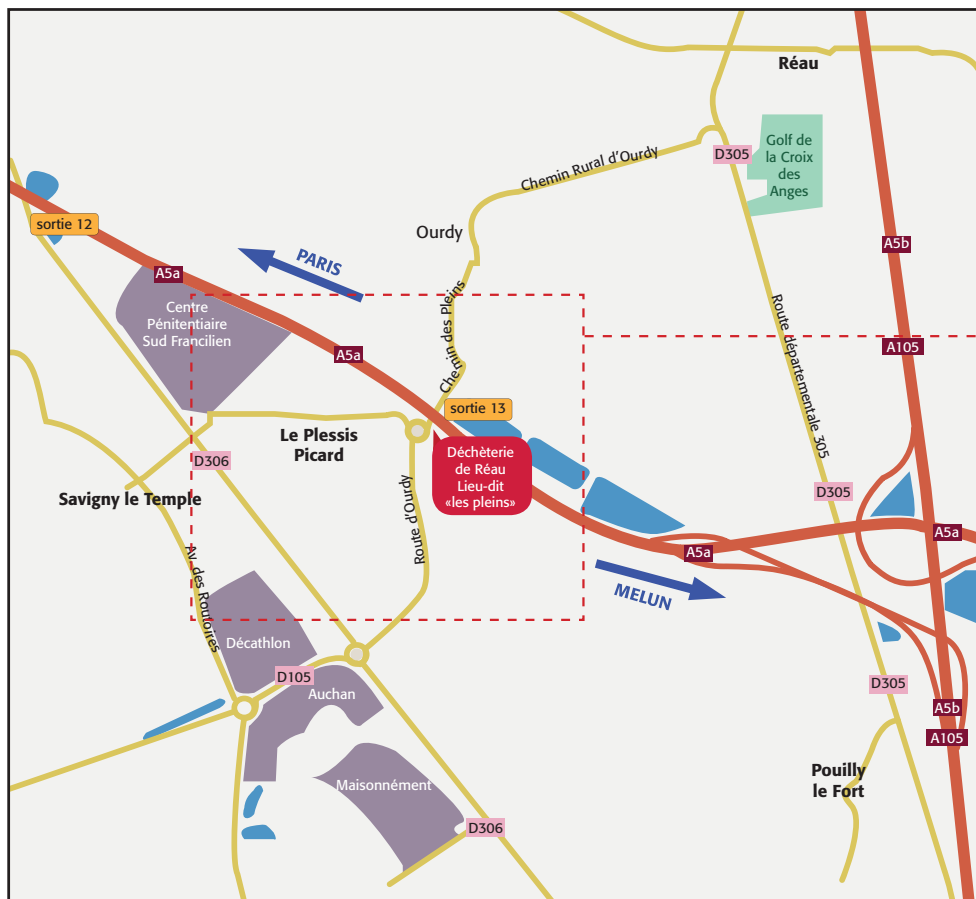 Réau
D305
Golf de
la Croix
des
Anges
Chemin Rural d'Ourdy
sortie 12
Ourdy
A5b
PARIS
A5a
Centre
Pénitentiaire
Sud Francilien
Chemin des Pleins
A5a
A105
Route départementale 305
sortie 13
Le Plessis
Picard
Déchèterie
de Réau
Lieu-dit
«les pleins»
D306
Savigny le Temple
Route d'Ourdy
D305
A5a
A5a
MELUN
Av. des Routoires
Décathlon
D105
Auchan
D305
A5b
A105
Pouilly
le Fort
Maisonnément
D306